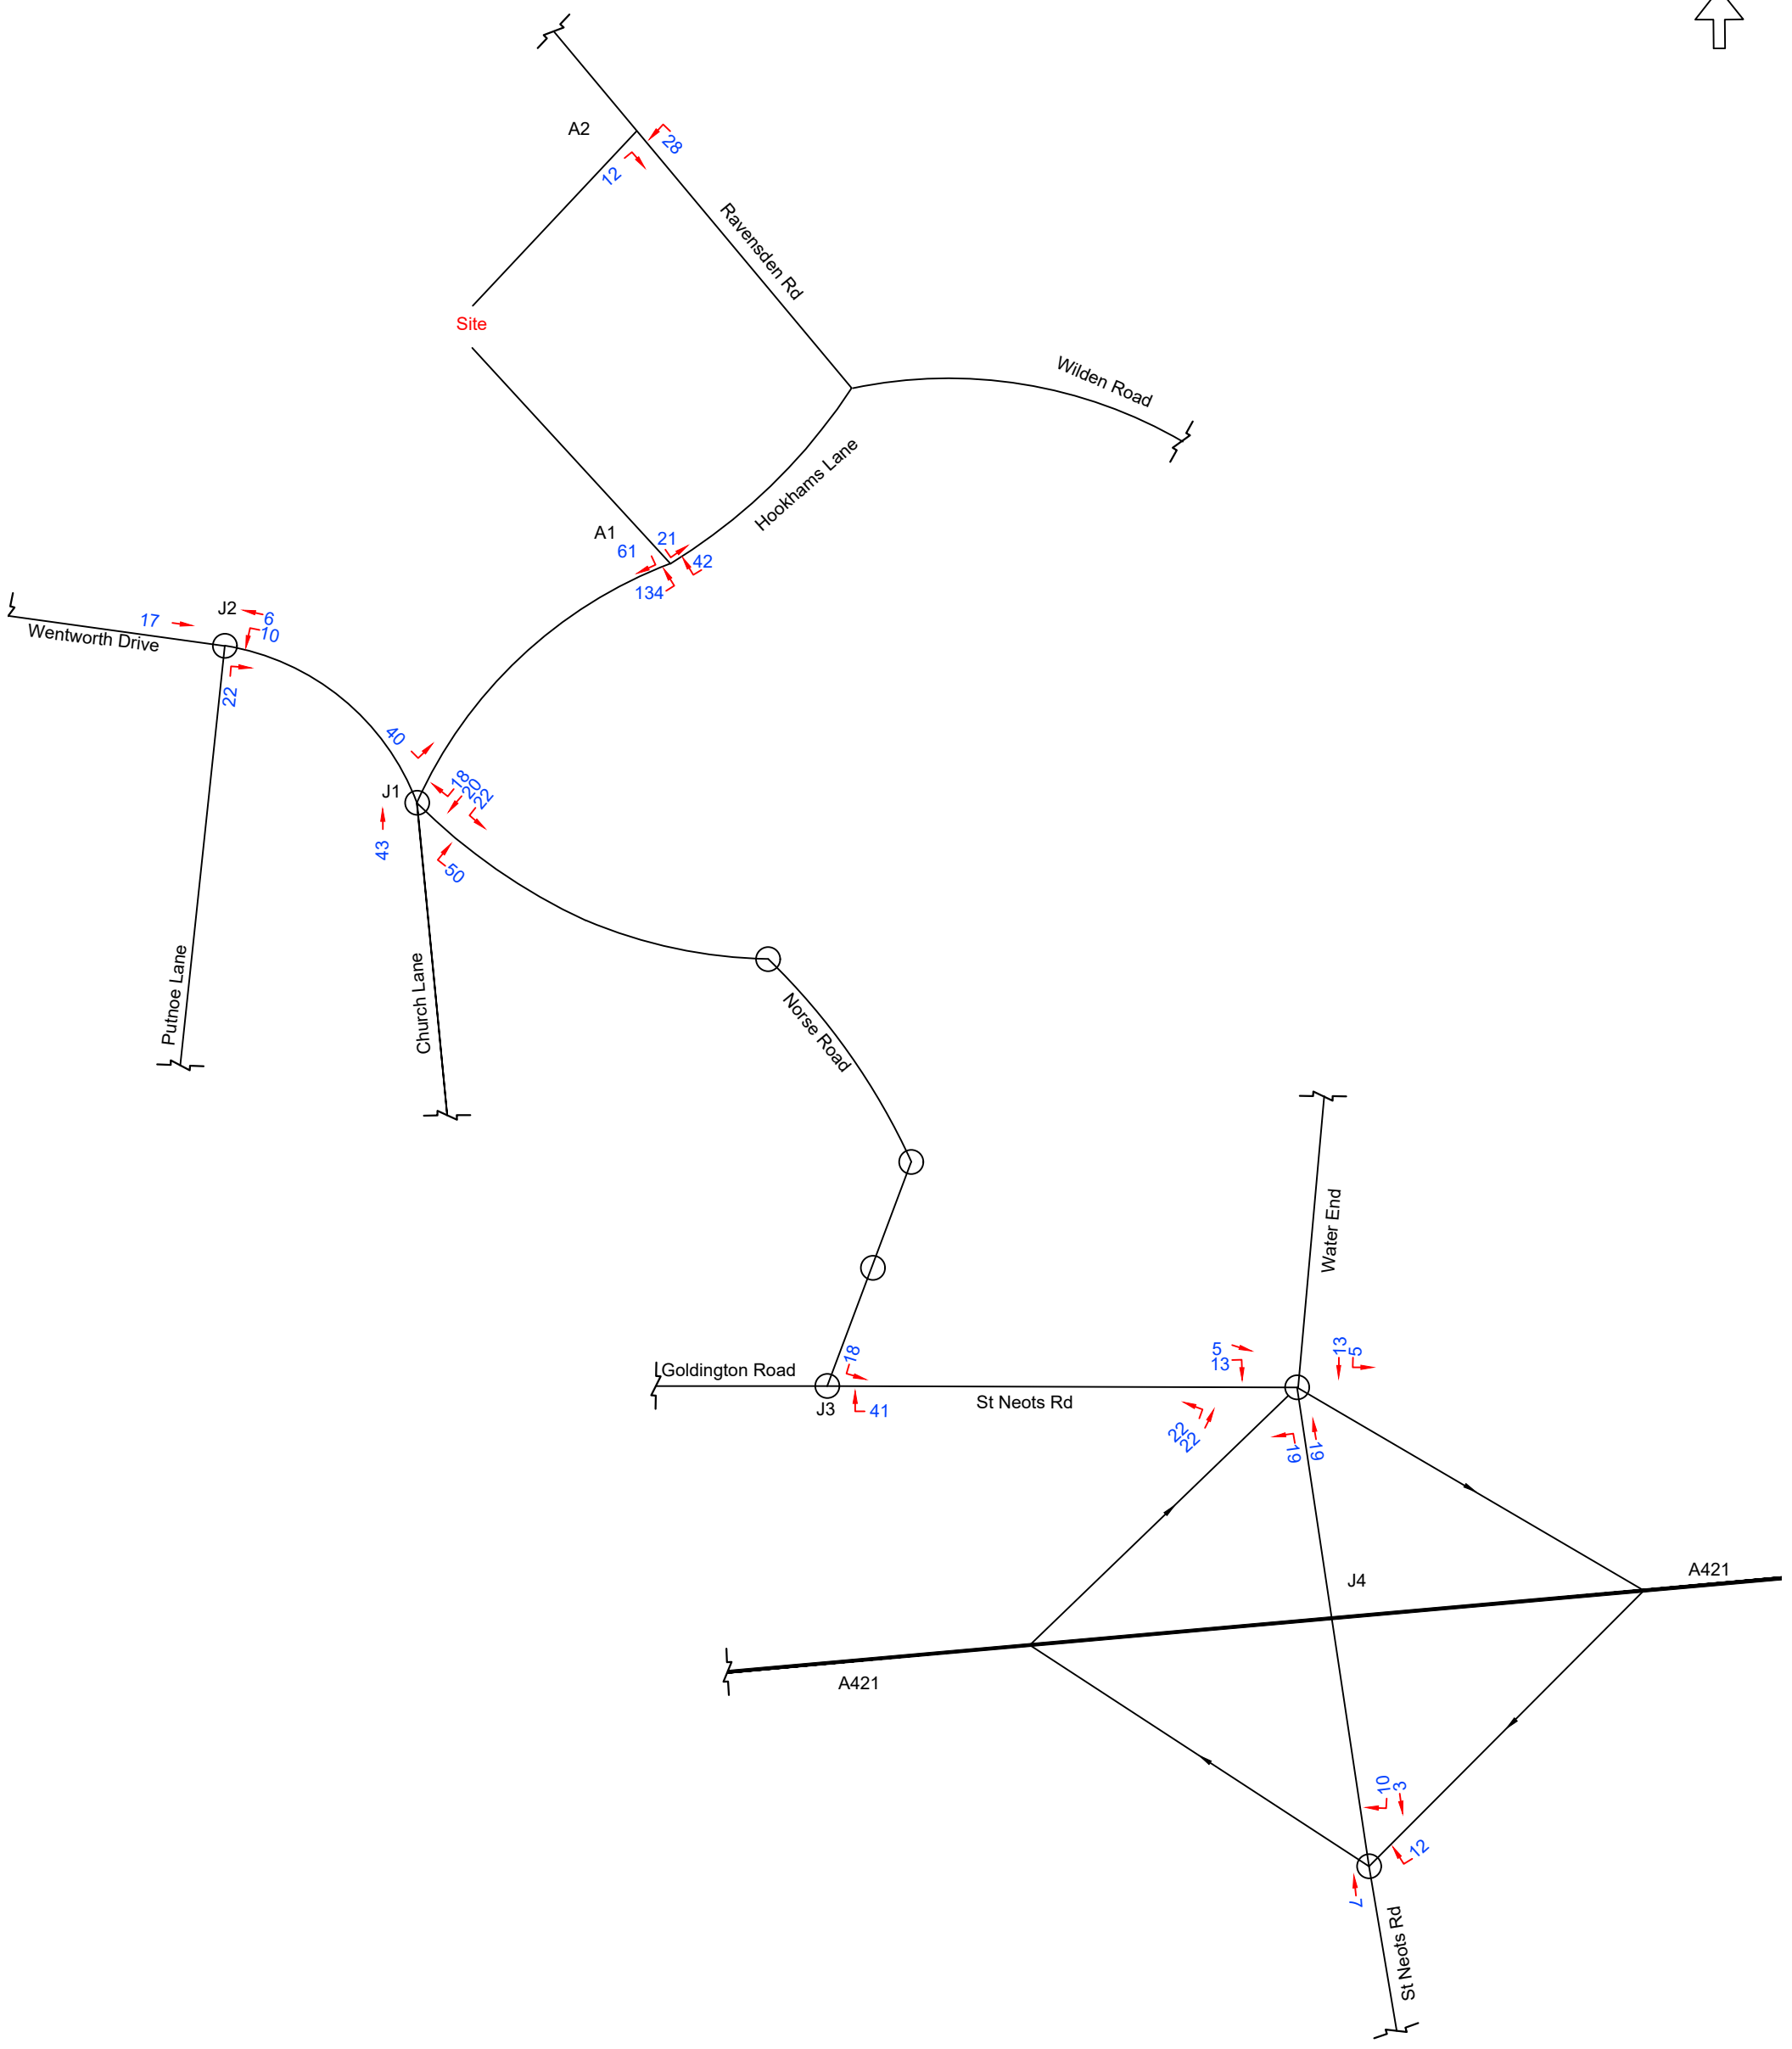 A2
28
12
Ravensden Rd
Site
Wilden Road
Hookhams Lane
A1
21
61
42
134
J2
6
17
10
Wentworth Drive
22
40
18
20
22
J1
43
50
Putnoe Lane
Church Lane
Norse Road
Water End
18
5
13
13
5
Goldington Road
St Neots Rd
J3
41
22
22
19
19
J4
A421
A421
10
3
12
7
St Neots Rd